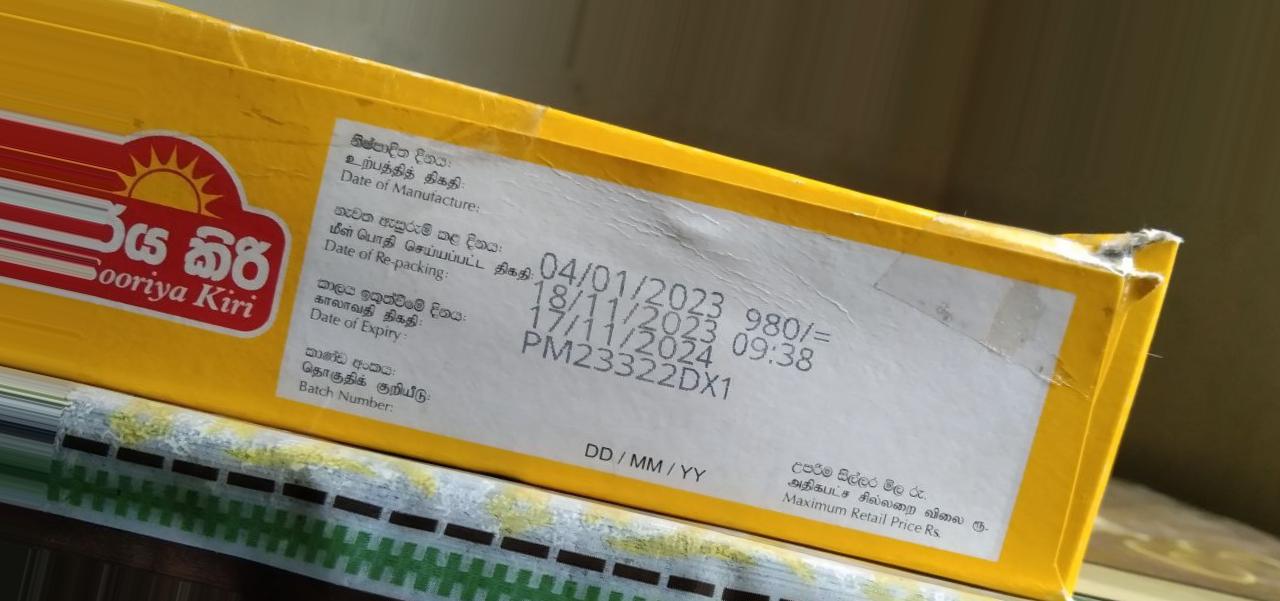 රිය කිරි
Sooriya Kiri
නිෂ්පාදිත දිනය:
உற்பத்தித் திகதி:
Date of Manufacture:
නැවත ඇසුරුම් කළ දිනය:
மீள் பொதி செய்யப்பட்ட திகதி:
Date of Re-packing:
කාලය ඉකුත්වීමේ දිනය:
காலாவதி திகதி:
Date of Expiry:
කාණ්ඩ අංකය:
தொகுதிக் குறியீடு:
Batch Number:
04/01/2023 980/=
18/11/2023 09:38
17/11/2024
PM23322DX1
DD / MM / YY
උපරිම සිල්ලර මිල රු.
அதிகபட்ச சில்லறை விலை ரூ.
Maximum Retail Price Rs.